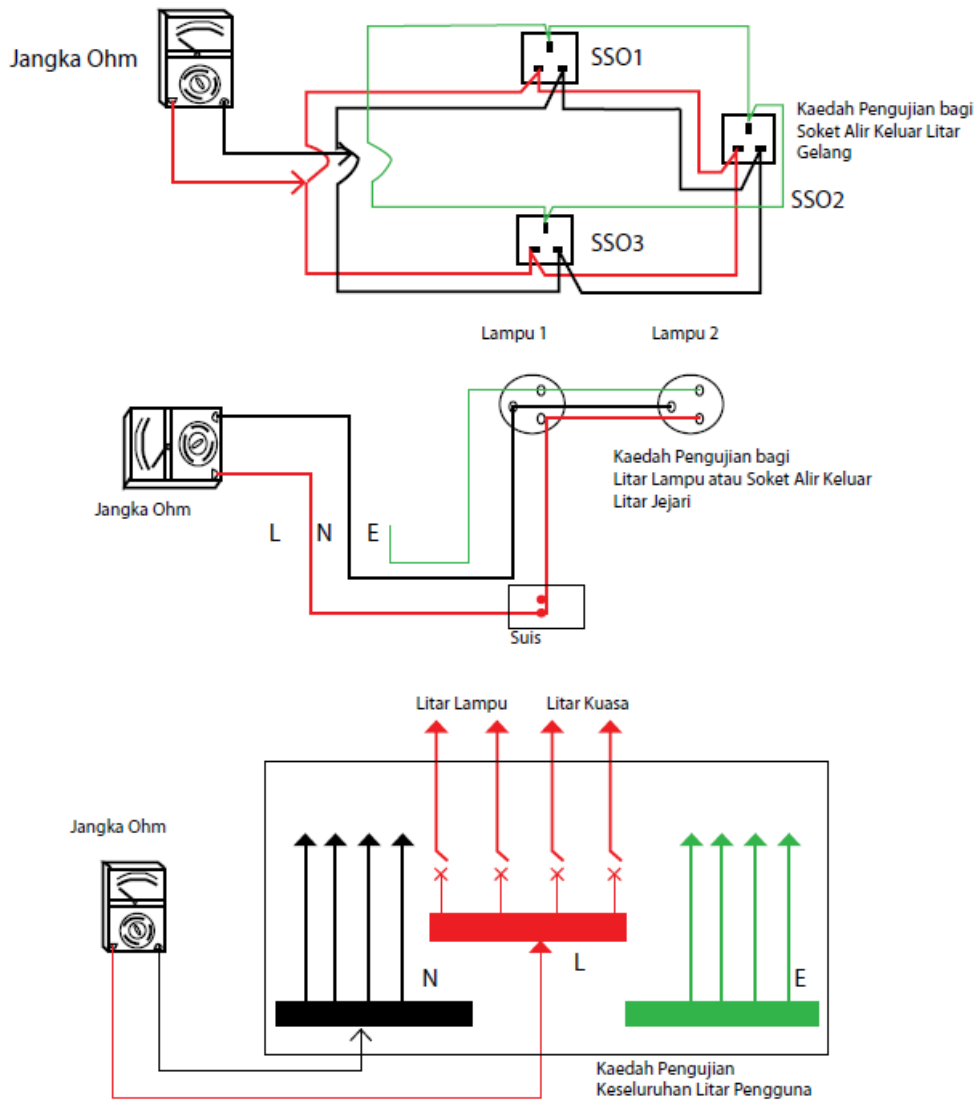 Jangka Ohm
SSO1
Kaedah Pengujian bagi
Soket Alir Keluar Litar
Gelang
SSO2
SSO3
Lampu 1
Lampu 2
Kaedah Pengujian bagi
Litar Lampu atau Soket Alir Keluar
Litar Jejari
Jangka Ohm
L N E
Suis
Litar Lampu
Litar Kuasa
Jangka Ohm
L
N
E
Kaedah Pengujian
Keseluruhan Litar Pengguna